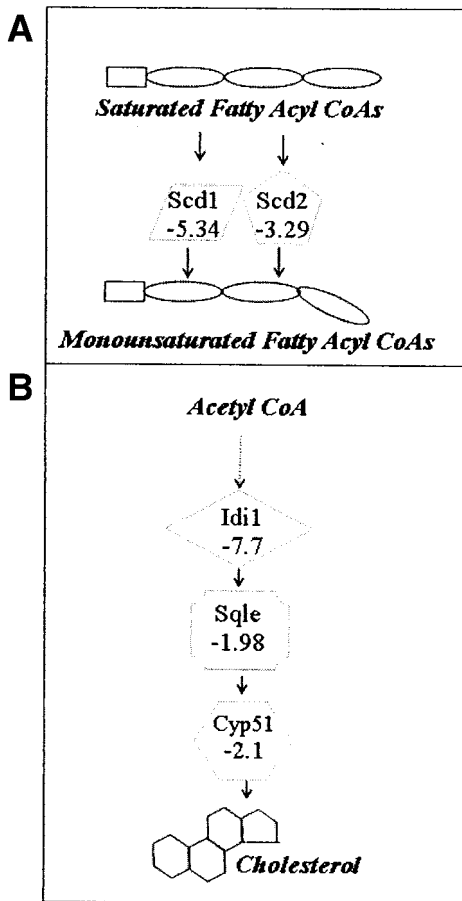 A
Saturated Fatty Acyl CoAs
Scd1 Scd2
-5.34 -3.29
Monounsaturated Fatty Acyl CoAs
B
Acetyl CoA
Idi1
-7.7
Sqle
-1.98
Cyp51
-2.1
Cholesterol